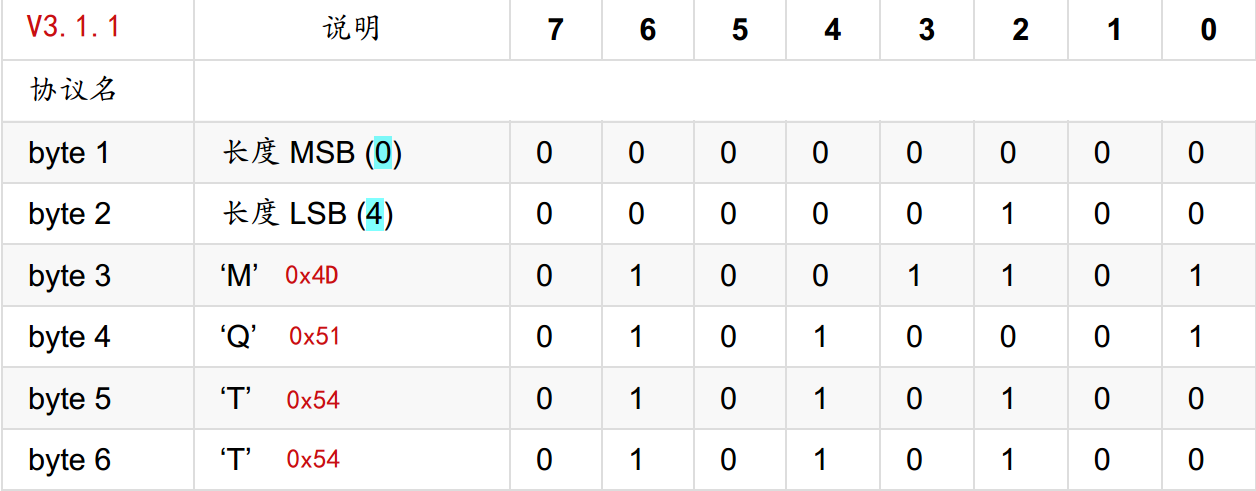 V3.1.1 说明 7 6 5 4 3 2 1 0
协议名
byte 1 长度 MSB (0) 0 0 0 0 0 0 0 0
byte 2 长度 LSB (4) 0 0 0 0 0 1 0 0
byte 3 ‘M’ 0x4D 0 1 0 0 1 1 0 1
byte 4 ‘Q’ 0x51 0 1 0 1 0 0 0 1
byte 5 ‘T’ 0x54 0 1 0 1 0 1 0 0
byte 6 ‘T’ 0x54 0 1 0 1 0 1 0 0